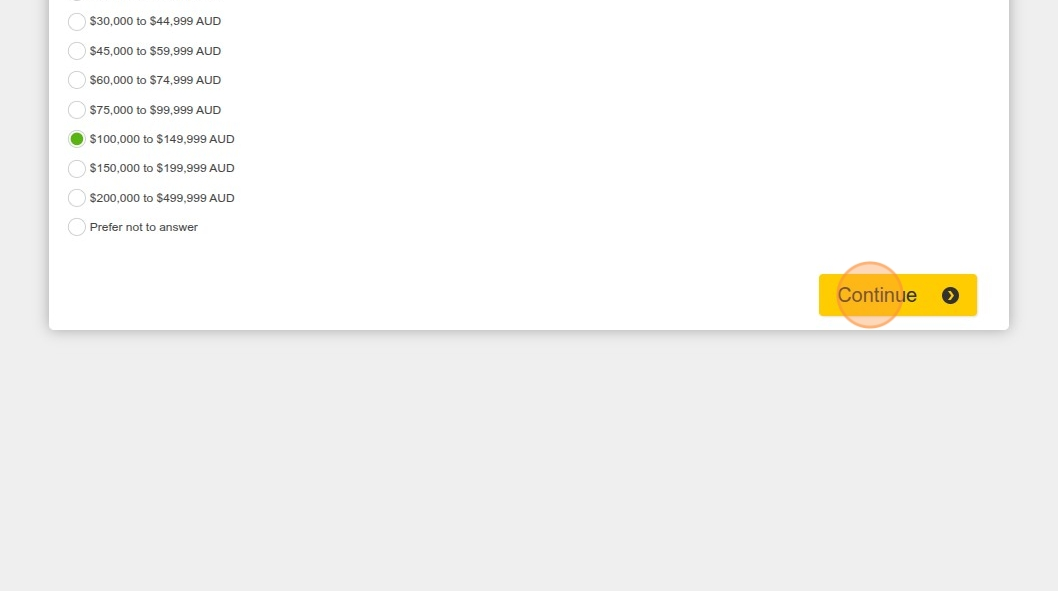 $30,000 to $44,999 AUD
$45,000 to $59,999 AUD
$60,000 to $74,999 AUD
$75,000 to $99,999 AUD
$100,000 to $149,999 AUD
$150,000 to $199,999 AUD
$200,000 to $499,999 AUD
Prefer not to answer
Continue